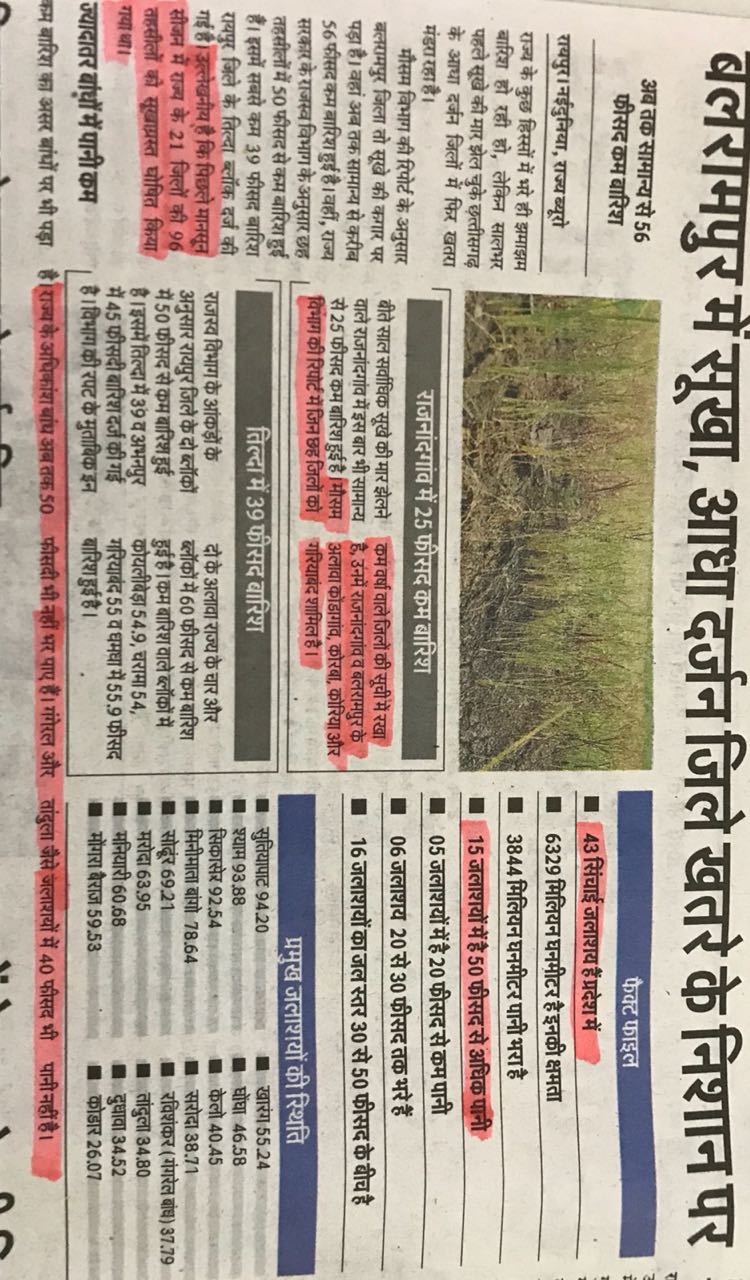 बलरामपुर में सूखा, आधा दर्जन जिले खतरे के निशान पर
अब तक सामान्य से 56
फीसद कम बारिश
रायपुर। नईदुनिया, राज्य ब्यूरो
राज्य के कुछ हिस्सों में भले ही झमाझम
बारिश हो रही हो, लेकिन सालभर
पहले सूखे की मार झेल चुके छत्तीसगढ़
के आधा दर्जन जिलों में फिर खतरा
मंडरा रहा है।
मौसम विभाग की रिपोर्ट के अनुसार
बलरामपुर जिला तो सूखे की कगार पर
पड़ा है। वहां अब तक सामान्य से करीब
56 फीसद कम बारिश हुई है। वहीं, राज्य
सरकार के राजस्व विभाग के अनुसार छह
तहसीलों में 50 फीसद से कम बारिश हुई
है। इसमें सबसे कम 39 फीसद बारिश
रायपुर जिले के तिल्दा ब्लॉक दर्ज की
गई है। उल्लेखनीय है कि पिछले मानसून
सीजन में राज्य के 21 जिलों की 96
तहसीलों को सूखाग्रस्त घोषित किया
गया था।
ज्यादातर बांधों में पानी कम
कम बारिश का असर बांधों पर भी पड़ा
है। राज्य के अधिकांश बांध अब तक 50
फीसदी भी नहीं भर पाए हैं। गंगरेल और
तांदुला जैसे जलाशयों में 40 फीसद भी
पानी नहीं है।
राजनांदगांव में 25 फीसद कम बारिश
बीते साल सर्वाधिक सूखे की मार झेलने
वाले राजनांदगांव में इस बार भी सामान्य
से 25 फीसद कम बारिश हुई है। मौसम
विभाग की रिपोर्ट में जिन छह जिलों को
कम वर्षा वाले जिलों की सूची में रखा
है, उनमें राजनांदगांव व बलरामपुर के
अलावा कोंडागांव, कोरबा, कोरिया और
गरियाबंद शामिल है।
तिल्दा में 39 फीसद बारिश
राजस्व विभाग के आंकड़ों के
अनुसार रायपुर जिले के दो ब्लॉकों
में 50 फीसद से कम बारिश हुई
है। इसमें तिल्दा में 39 व अभनपुर
में 45 फीसदी बारिश दर्ज की गई
है। विभाग की रपट के मुताबिक इन
दो के अलावा राज्य के चार और
ब्लॉकों में 60 फीसद से कम बारिश
हुई है। कम बारिश वाले ब्लॉकों में
कोयलीबेड़ा 54.9, चरामा 54,
गरियाबंद 55 व घमधा में 55.9 फीसद
बारिश हुई है।
फैक्ट फाइल
■ 43 सिंचाई जलाशय हैं प्रदेश में
■ 6329 मिलियन घनमीटर है इनकी क्षमता
■ 3844 मिलियन घनमीटर पानी भरा है
■ 15 जलाशयों में है 50 फीसद से अधिक पानी
■ 05 जलाशयों में है 20 फीसद से कम पानी
■ 06 जलाशय 20 से 30 फीसद तक भरे हैं
■ 16 जलाशयों का जल स्तर 30 से 50 फीसद के बीच है
प्रमुख जलाशयों की स्थिति
■ सुतियापाट 94.20
■ श्याम 93.88
■ सिकासेर 92.54
■ मिनीमाता बांगो 78.64
■ सोंढूर 69.21
■ मरोदा 63.95
■ मनियारी 60.68
■ मोंगरा बैराज 59.53
■ खारंग 55.24
■ घोंघा 46.58
■ केलो 40.45
■ सरोदा 38.71
■ रविशंकर (गंगरेल बांध) 37.79
■ तांदुला 34.80
■ दुधावा 34.52
■ कोडार 26.07